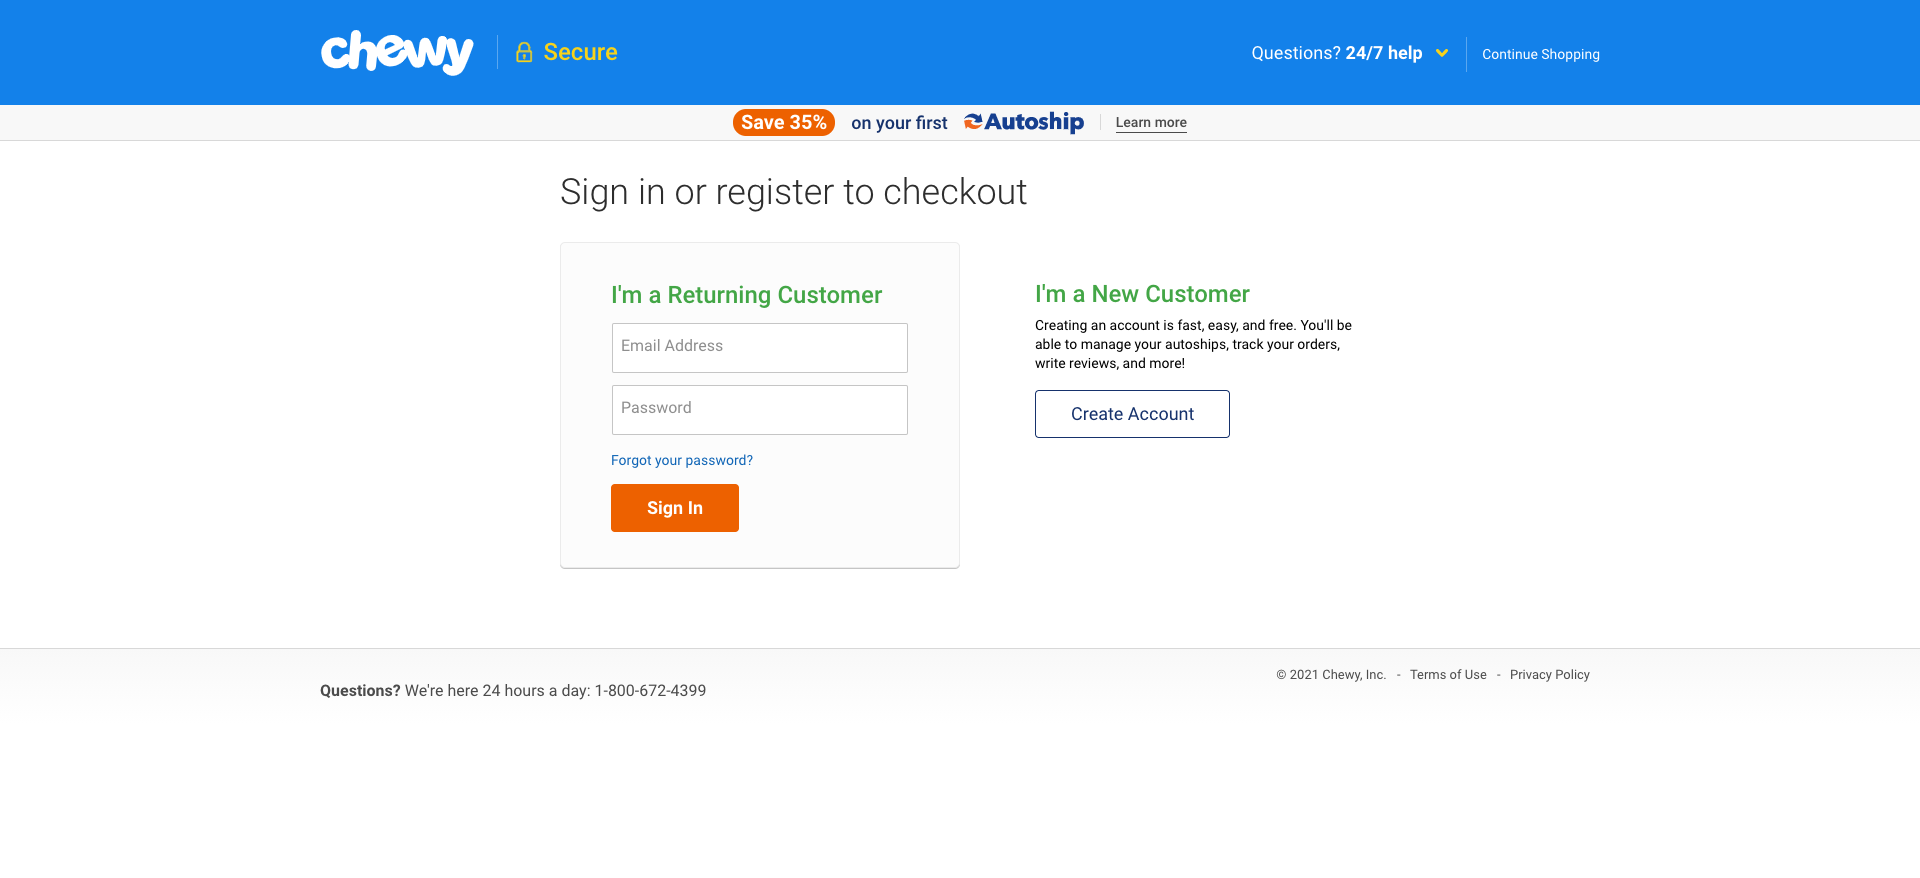 chewy
Secure
Questions? 24/7 help
Continue Shopping
Save 35% on your first Autoship
Learn more
Sign in or register to checkout
I'm a Returning Customer
Email Address
Password
Forgot your password?
Sign In
I'm a New Customer
Creating an account is fast, easy, and free. You'll be
able to manage your autoships, track your orders,
write reviews, and more!
Create Account
Questions? We're here 24 hours a day: 1-800-672-4399
© 2021 Chewy, Inc. - Terms of Use - Privacy Policy